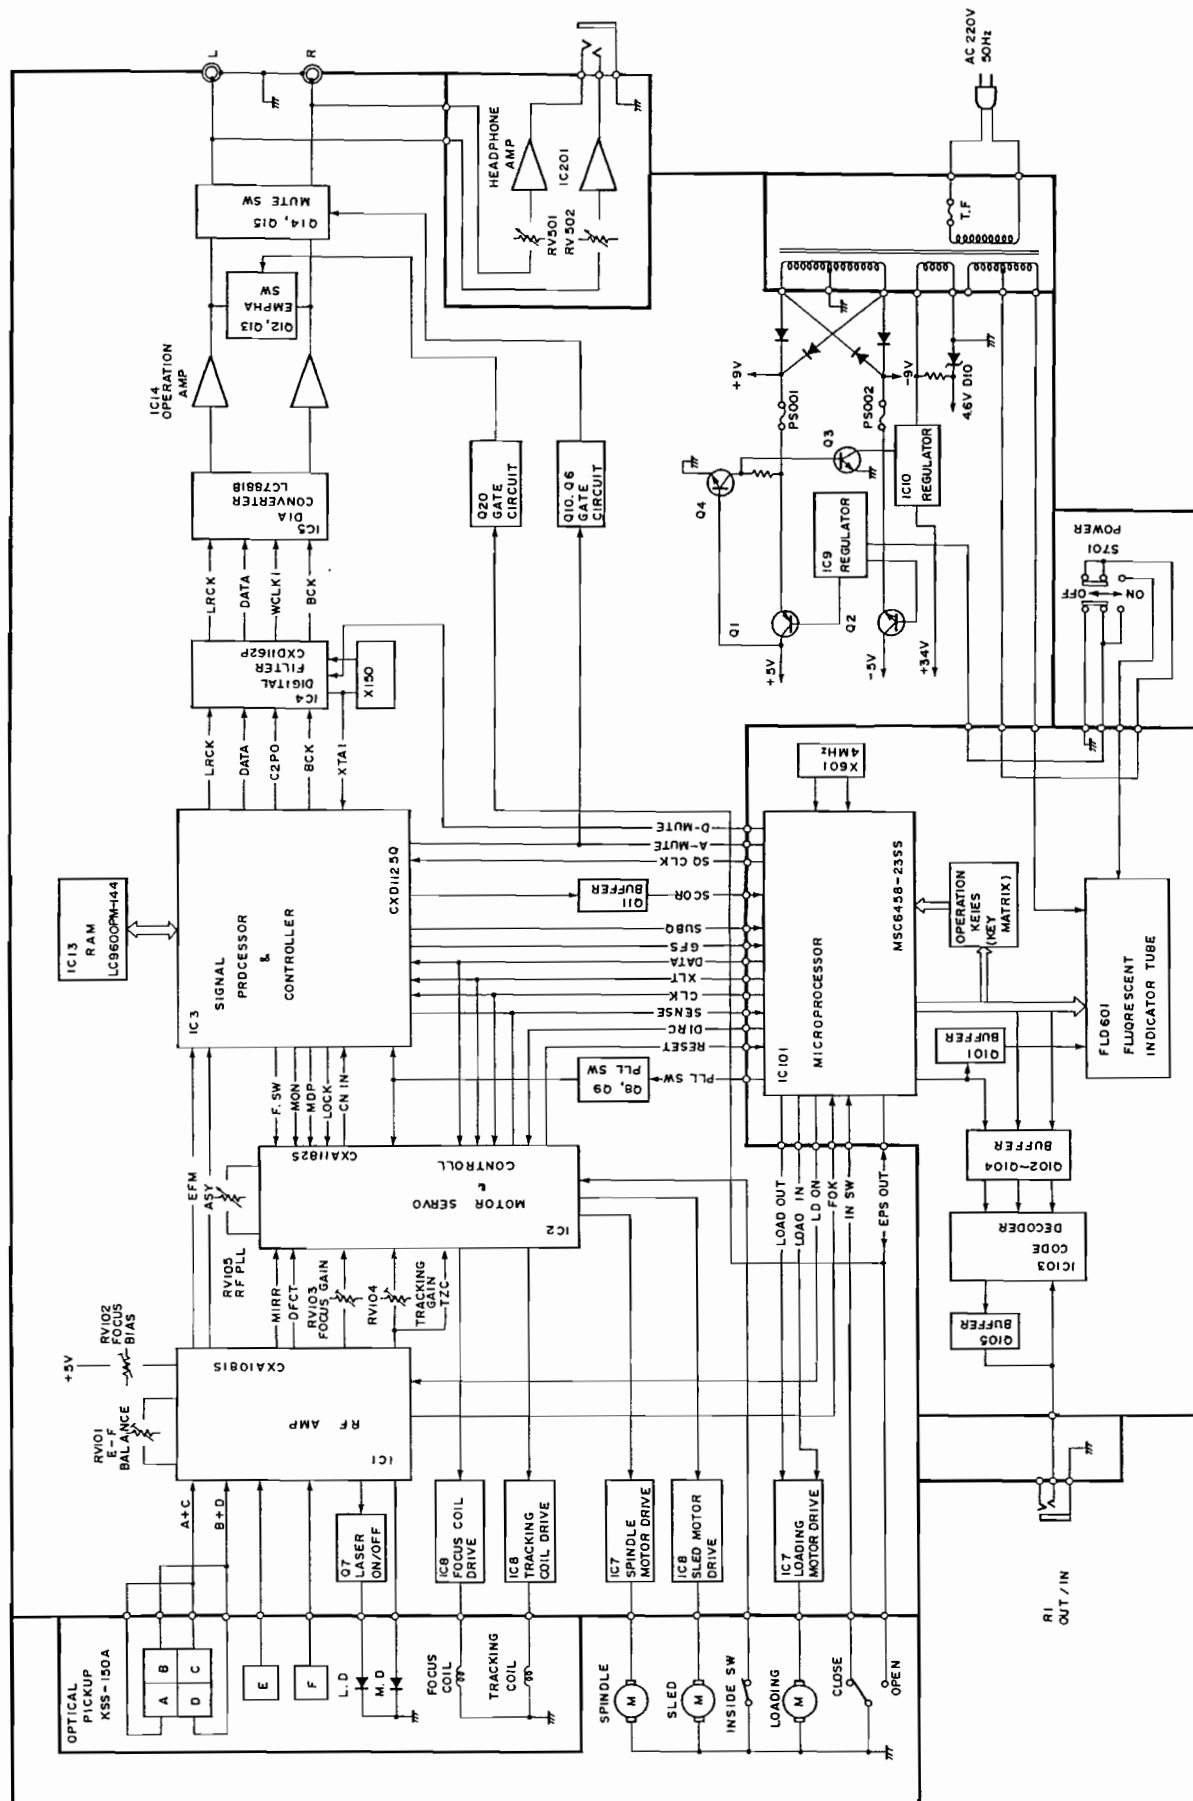 OPTICAL
PICKUP
KSS-150A
A
B
D
C
E
F
L.D
M.D
FOCUS
COIL
TRACKING
COIL
SPINDLE
M
SLED
M
INSIDE SW
LOADING
M
CLOSE
OPEN
A+C
B+D
Q7
LASER
ON/OFF
IC8
FOCUS COIL
DRIVE
IC8
TRACKING
COIL DRIVE
IC7
SPINDLE
MOTOR DRIVE
IC8
SLED MOTOR
DRIVE
IC7
LOADING
MOTOR DRIVE
RV101
E-F
BALANCE
+5V
RV102
FOCUS
BIAS
IC1
RF
AMP
CXA1081S
EFM
ASY
RV105
RF PLL
MIRR
DFCT
RV103
FOCUS GAIN
RV104
TRACKING
GAIN
TZC
IC2
MOTOR SERVO
&
CONTROLL
CXA1182S
F.SW
MON
MDP
LOCK
CN IN
IC13
RAM
LC9600PM-144
IC3
SIGNAL
PRDCESSOR
&
CONTROLLER
CXD1125Q
LRCK
DATA
C2PO
BCK
XTAI
IC4
DIGITAL
FILTER
CXD1162P
X150
LRCK
DATA
WCLK1
BCK
IC5
DIA
CONVERTER
LC7881B
IC14
OPERATION
AMP
Q12,Q13
EMPHA
SW
Q14, Q15
MUTE SW
L
R
HEADPHONE
AMP
IC201
RV501
RV502
Q20
GATE
CIRCUIT
Q10.Q6
GATE
CIRCUIT
Q8, Q9
PLL SW
Q11
BUFFER
PLL SW
RESET
DIRC
SENSE
CLK
XLT
DATA
GFS
SUBQ
SCOR
SQ CLK
A-MUTE
D-MUTE
LOAD OUT
LOAO IN
LD ON
FOK
IN SW
EPS OUT
IC101
MICROPROCESSOR
MSC6458-23SS
X601
4MHz
OPERATION
KEIES
(KEY
MATRIX)
Q101
BUFFER
FLD601
FLUQRESCENT
INDICATOR TUBE
Q102~Q104
BUFFER
IC103
CODE
DECODER
Q105
BUFFER
R1
OUT/IN
AC 220V
50Hz
T.F
+9V
-9V
4.6V D10
PS001
PS002
Q4
Q3
Q1
Q2
IC9
REGULATOR
IC10
REGULATOR
+5V
-5V
+34V
POWER
S701
OFF
ON